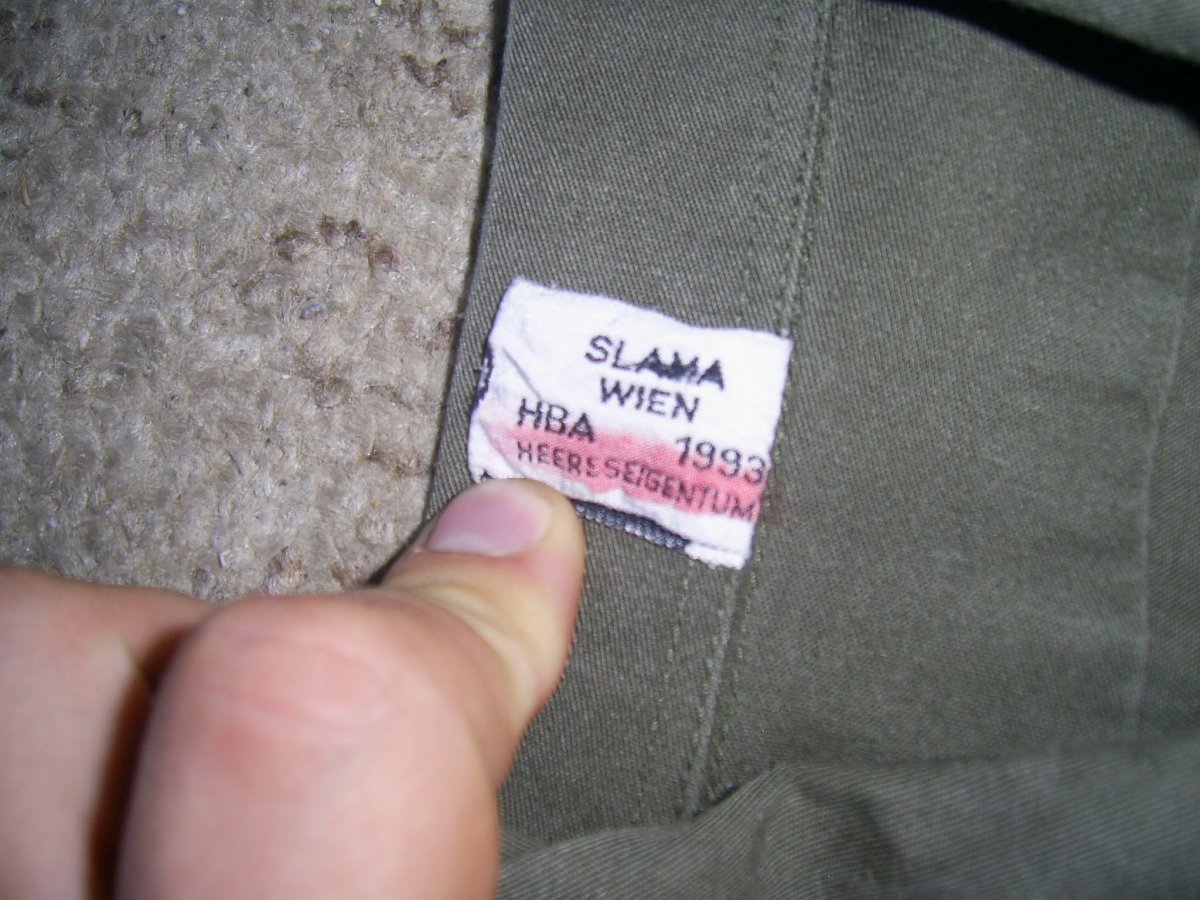 SLAMA
WIEN
HBA 1993
HEERESEIGENTUM